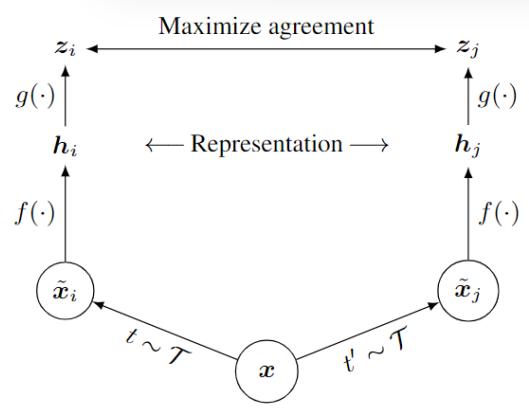 Maximize agreement
z_i z_j
g(·) g(·)
h_i ← Representation → h_j
f(·) f(·)
x̃_i x̃_j
t ∼ 𝒯 t′ ∼ 𝒯
x